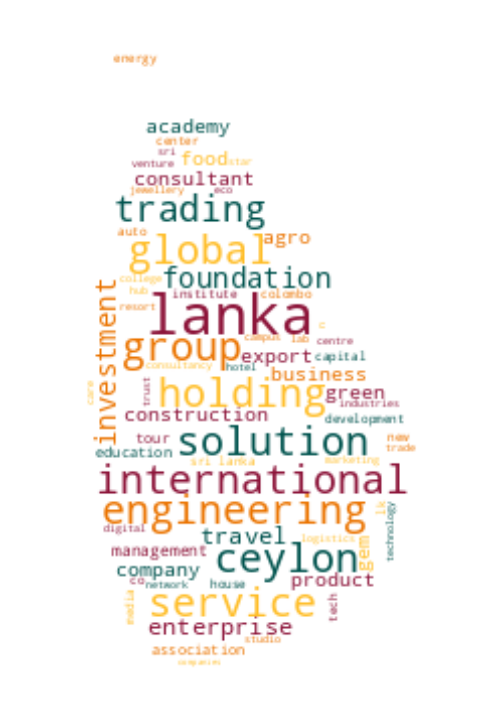 energy
academy
center
sri
venture food star
consultant
jewellery eco
trading
auto
global agro
college foundation
hub institute colombo
resort lanka
investment
c
group campus lab centre
export capital
consultancy hotel business
care trust holding green
industries
construction development
tour solution new
education trade
sri lanka marketing
international
engineering lk
digital travel logistics technology
management ceylon gem
company product
co network house
media service tech
enterprise
studio
association
companies